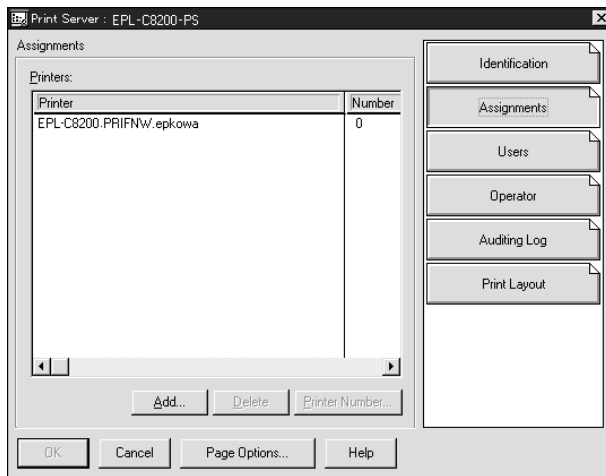 Print Server : EPL-C8200-PS
Assignments
Printers:
Printer Number
EPL-C8200.PRIFNW.epkowa 0
Add... Delete Printer Number...
OK Cancel Page Options... Help
Identification
Assignments
Users
Operator
Auditing Log
Print Layout